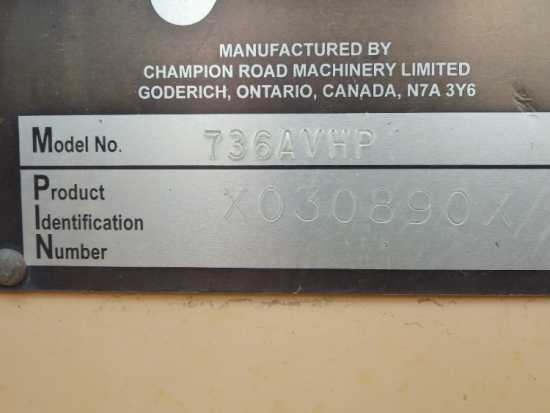 MANUFACTURED BY
CHAMPION ROAD MACHINERY LIMITED
GODERICH, ONTARIO, CANADA, N7A 3Y6
Model No. 736AVHP
Product
Identification X030890X
Number